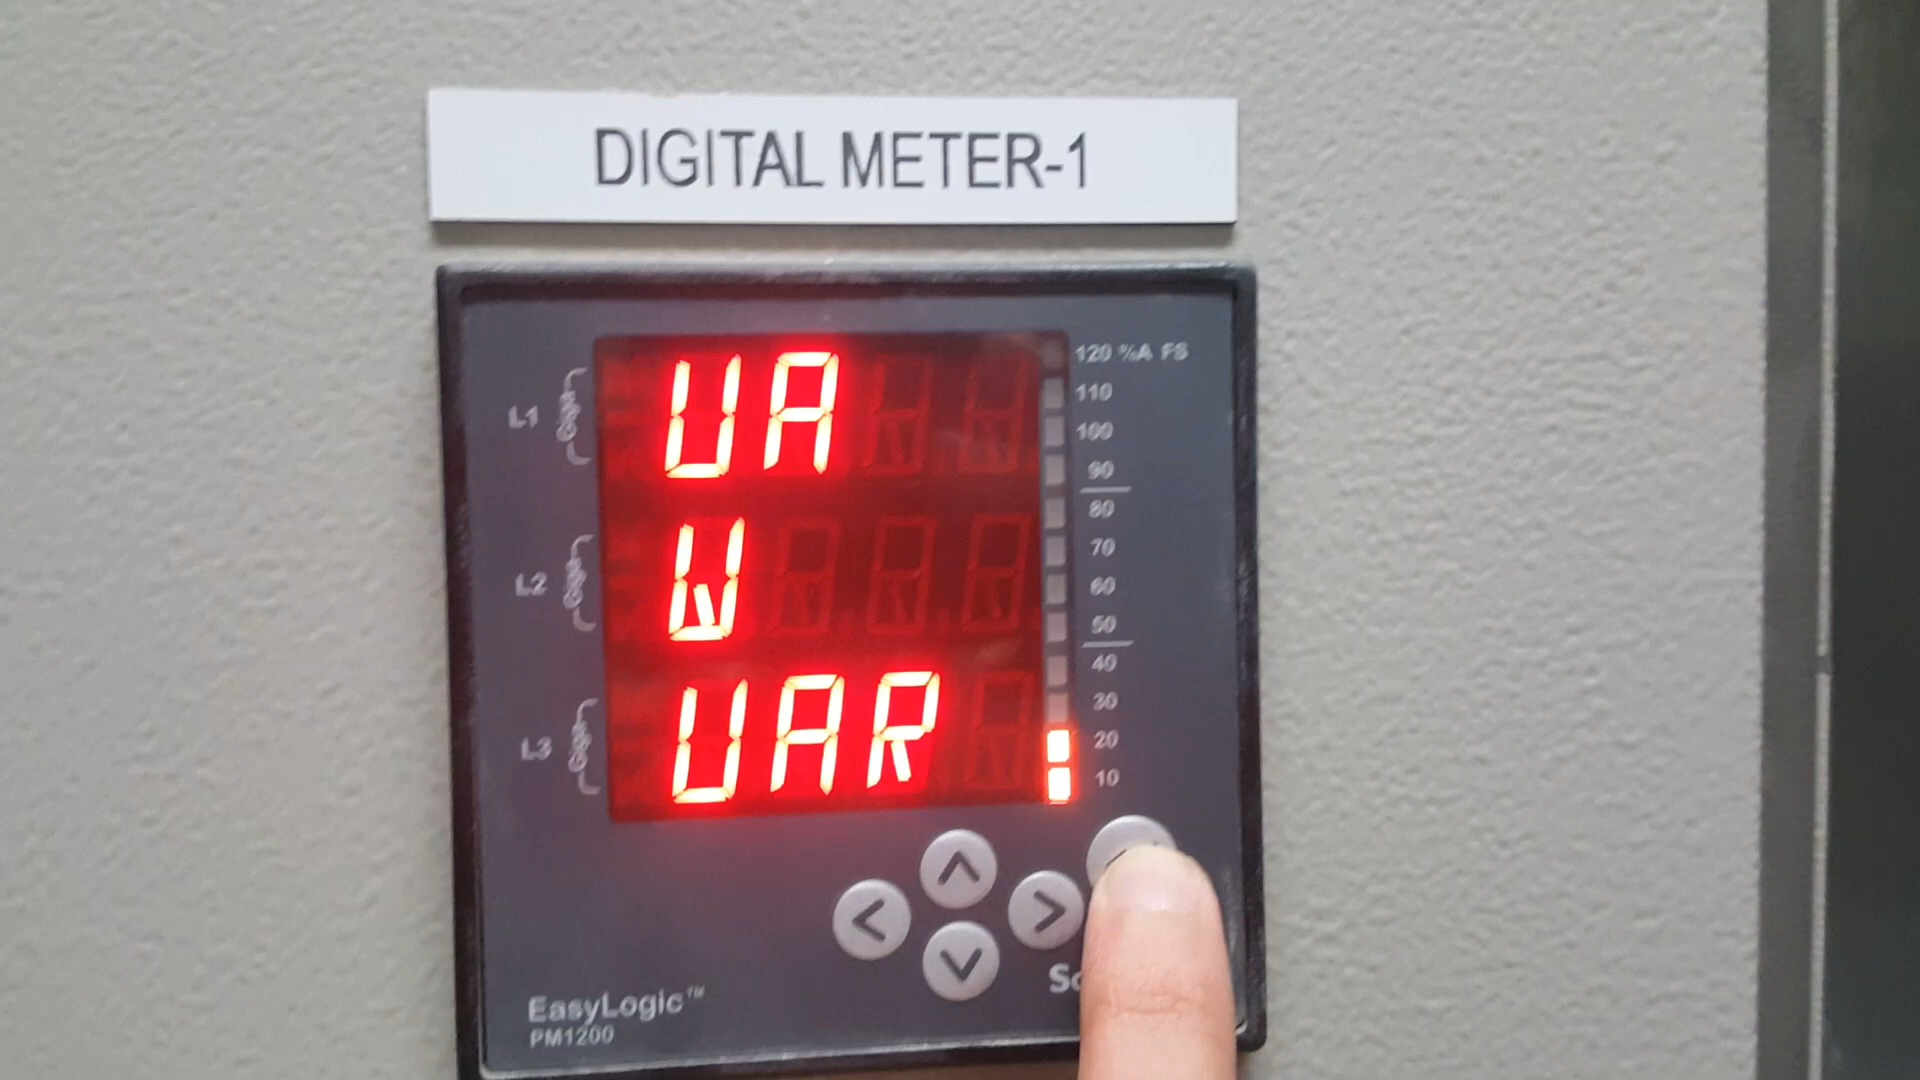 DIGITAL METER-1
120 %A FS
UA
L1
110
100
90
80
W
L2
70
60
50
40
UAR
L3
30
20
10
EasyLogic™
PM1200